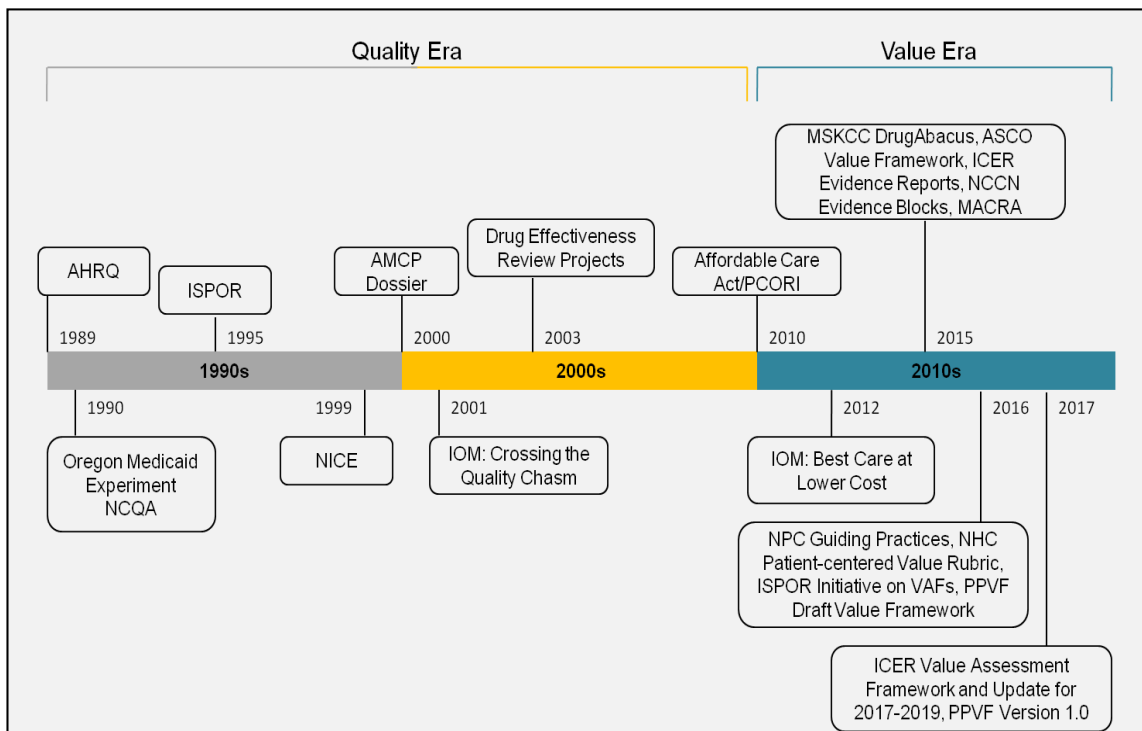 Quality Era
Value Era
MSKCC DrugAbacus, ASCO
Value Framework, ICER
Evidence Reports, NCCN
Evidence Blocks, MACRA
AHRQ
ISPOR
AMCP
Dossier
Drug Effectiveness
Review Projects
Affordable Care
Act/PCORI
1989
1995
2000
2003
2010
2015
1990s
2000s
2010s
1990
1999
2001
2012
2016
2017
Oregon Medicaid
Experiment
NCQA
NICE
IOM: Crossing the
Quality Chasm
IOM: Best Care at
Lower Cost
NPC Guiding Practices, NHC
Patient-centered Value Rubric,
ISPOR Initiative on VAFs, PPVF
Draft Value Framework
ICER Value Assessment
Framework and Update for
2017-2019, PPVF Version 1.0